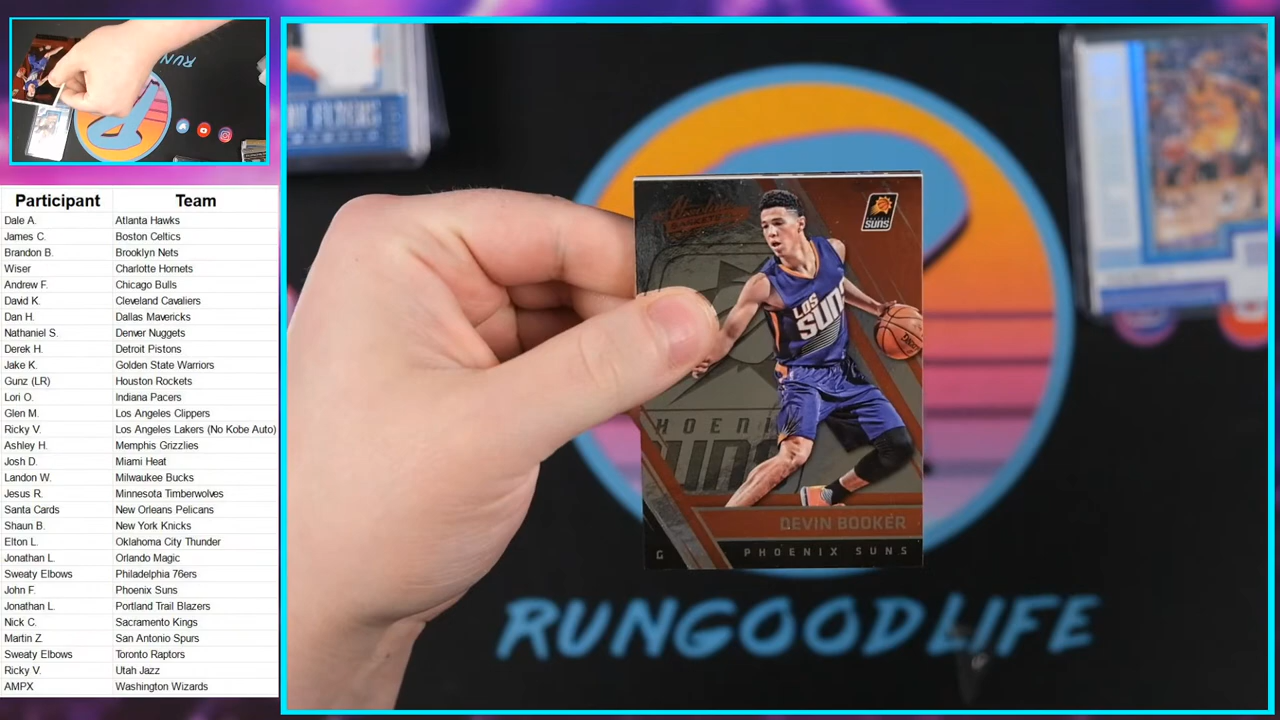 Participant Team
Dale A. Atlanta Hawks
James C. Boston Celtics
Brandon B. Brooklyn Nets
Wiser Charlotte Hornets
Andrew F. Chicago Bulls
David K. Cleveland Cavaliers
Dan H. Dallas Mavericks
Nathaniel S. Denver Nuggets
Derek H. Detroit Pistons
Jake K. Golden State Warriors
Gunz (LR) Houston Rockets
Lori O. Indiana Pacers
Glen M. Los Angeles Clippers
Ricky V. Los Angeles Lakers (No Kobe Auto)
Ashley H. Memphis Grizzlies
Josh D. Miami Heat
Landon W. Milwaukee Bucks
Jesus R. Minnesota Timberwolves
Santa Cards New Orleans Pelicans
Shaun B. New York Knicks
Elton L. Oklahoma City Thunder
Jonathan L. Orlando Magic
Sweaty Elbows Philadelphia 76ers
John F. Phoenix Suns
Jonathan L. Portland Trail Blazers
Nick C. Sacramento Kings
Martin Z. San Antonio Spurs
Sweaty Elbows Toronto Raptors
Ricky V. Utah Jazz
AMPX Washington Wizards
SUNS
LOS
SUNS
DEVIN BOOKER
G PHOENIX SUNS
RUNGOODLIFE